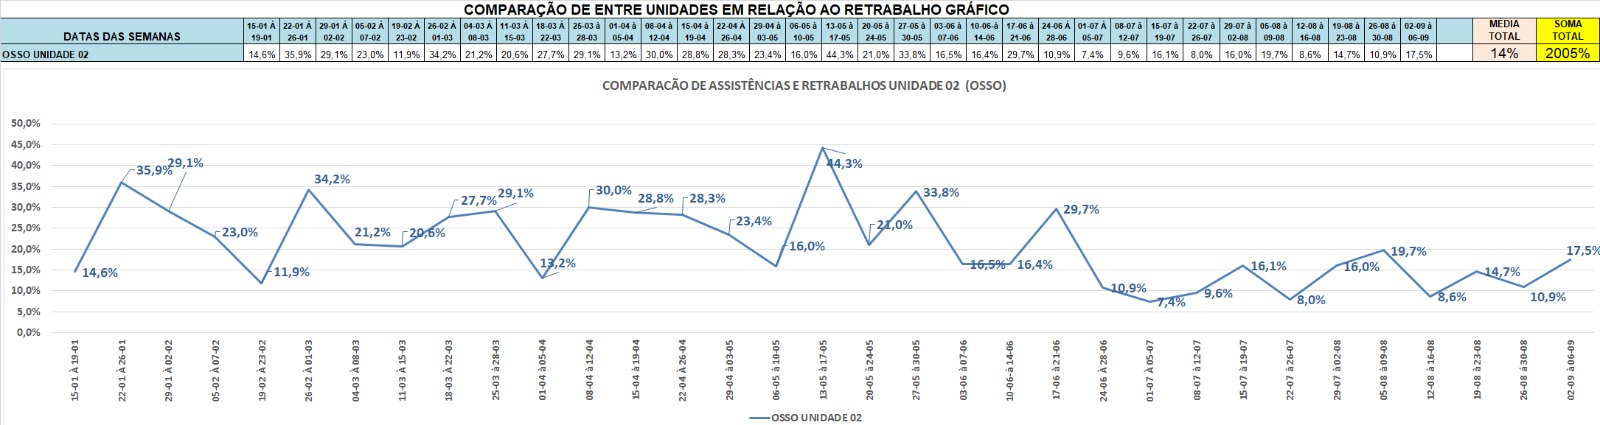 COMPARAÇÃO DE ENTRE UNIDADES EM RELAÇÃO AO RETRABALHO GRÁFICO
DATAS DAS SEMANAS 15-01 Á 19-01 22-01 Á 26-01 29-01 À 02-02 05-02 À 07-02 19-02 Á 23-02 26-02 Á 01-03 04-03 À 08-03 11-03 à 15-03 18-03 À 22-03 25-03 à 28-03 01-04 à 05-04 08-04 à 12-04 15-04 à 19-04 22-04 à 26-04 29-04 à 03-05 06-05 à 10-05 13-05 à 17-05 20-05 à 24-05 27-05 à 30-05 03-06 à 07-06 10-06 à 14-06 17-06 à 21-06 24-06 Á 28-06 01-07 Á 05-07 08-07 à 12-07 15-07 à 19-07 22-07 à 26-07 29-07 à 02-08 05-08 à 09-08 12-08 à 16-08 19-08 à 23-08 26-08 à 30-08 02-09 à 06-09 MÉDIA TOTAL SOMA TOTAL
OSSO UNIDADE 02 14,6% 35,9% 29,1% 23,0% 11,9% 34,2% 21,2% 20,6% 27,7% 29,1% 13,2% 30,0% 28,8% 28,3% 23,4% 16,0% 44,3% 21,0% 33,8% 16,5% 16,4% 29,7% 10,9% 7,4% 9,6% 16,1% 8,0% 16,0% 19,7% 8,6% 14,7% 10,9% 17,5% 14% 2005%
COMPARACÃO DE ASSISTÊNCIAS E RETRABALHOS UNIDADE 02 (OSSO)
50,0%
45,0%
40,0%
35,0%
30,0%
25,0%
20,0%
15,0%
10,0%
5,0%
0,0%
14,6%
35,9%
29,1%
23,0%
11,9%
34,2%
21,2%
20,6%
27,7%
29,1%
13,2%
30,0%
28,8%
28,3%
23,4%
16,0%
44,3%
21,0%
33,8%
16,5%
16,4%
29,7%
10,9%
7,4%
9,6%
16,1%
8,0%
16,0%
19,7%
8,6%
14,7%
10,9%
17,5%
15-01 Á 19-01
22-01 Á 26-01
29-01 À 02-02
05-02 À 07-02
19-02 Á 23-02
26-02 Á 01-03
04-03 À 08-03
11-03 à 15-03
18-03 À 22-03
25-03 à 28-03
01-04 à 05-04
08-04 à 12-04
15-04 à 19-04
22-04 à 26-04
29-04 à 03-05
06-05 à 10-05
13-05 à 17-05
20-05 à 24-05
27-05 à 30-05
03-06 à 07-06
10-06-à 14-06
17-06 à 21-06
24-06 Á 28-06
01-07 Á 05-07
08-07 à 12-07
15-07 à 19-07
22-07 à 26-07
29-07 à 02-08
05-08 à 09-08
12-08 à 16-08
19-08 à 23-08
26-08 à 30-08
02-09 à 06-09
OSSO UNIDADE 02